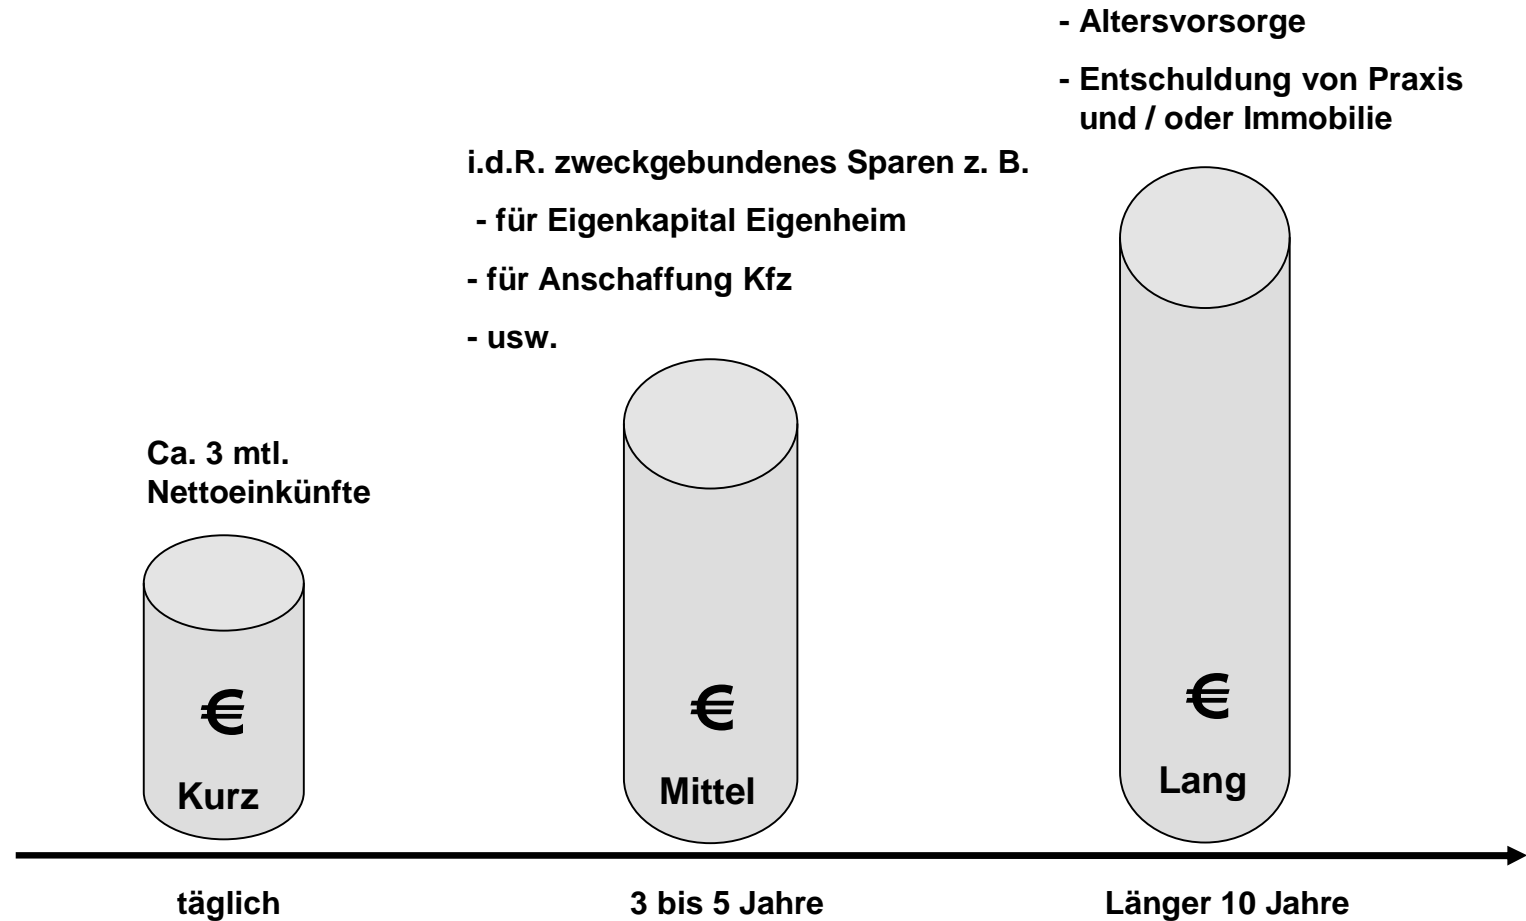 - Altersvorsorge
- Entschuldung von Praxis
und / oder Immobilie
i.d.R. zweckgebundenes Sparen z. B.
- für Eigenkapital Eigenheim
- für Anschaffung Kfz
- usw.
Ca. 3 mtl.
Nettoeinkünfte
€
Kurz
€
Mittel
€
Lang
täglich
3 bis 5 Jahre
Länger 10 Jahre